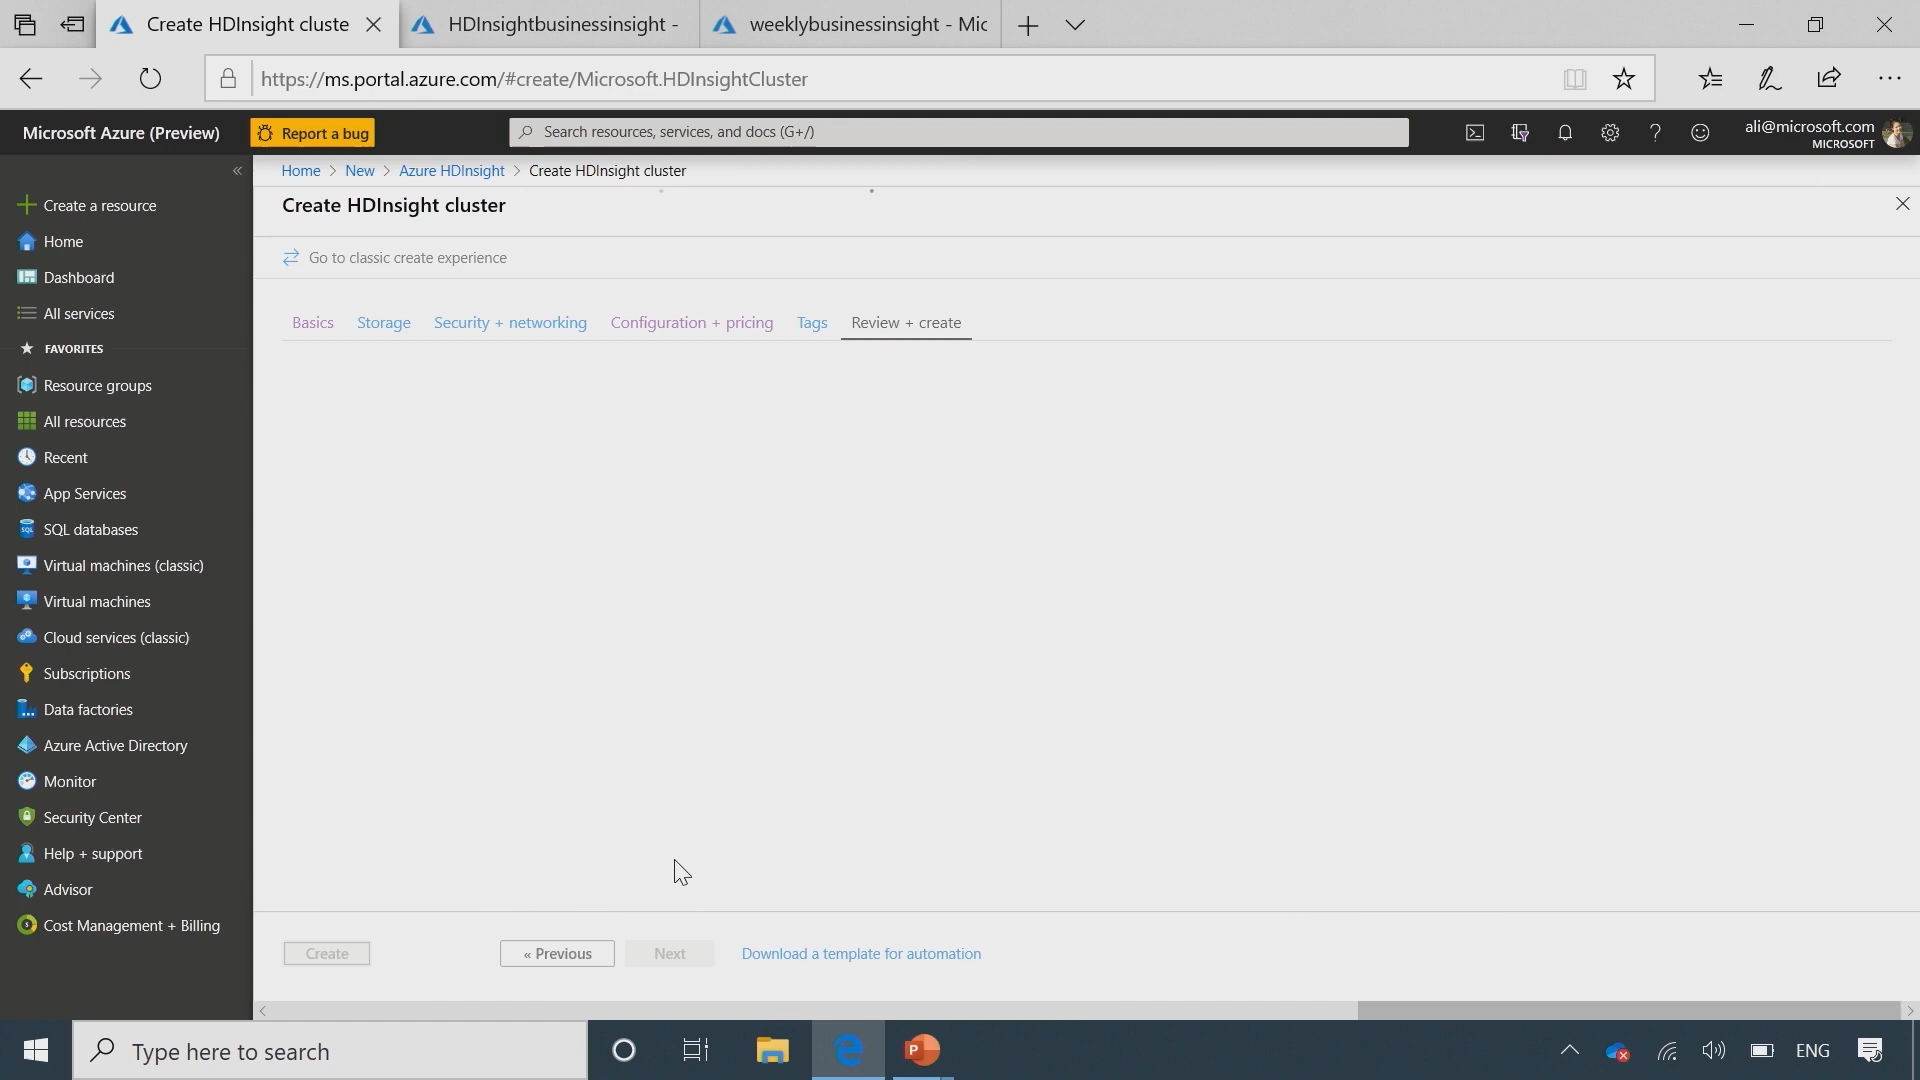 Create HDInsight cluste
HDInsightbusinessinsight -
weeklybusinessinsight - Mic
https://ms.portal.azure.com/#create/Microsoft.HDInsightCluster
Microsoft Azure (Preview)
Report a bug
Search resources, services, and docs (G+/)
ali@microsoft.com
MICROSOFT
Home > New > Azure HDInsight > Create HDInsight cluster
Create HDInsight cluster
Go to classic create experience
Basics Storage Security + networking Configuration + pricing Tags Review + create
Create a resource
Home
Dashboard
All services
FAVORITES
Resource groups
All resources
Recent
App Services
SQL databases
Virtual machines (classic)
Virtual machines
Cloud services (classic)
Subscriptions
Data factories
Azure Active Directory
Monitor
Security Center
Help + support
Advisor
Cost Management + Billing
Create
« Previous
Next
Download a template for automation
Type here to search
ENG